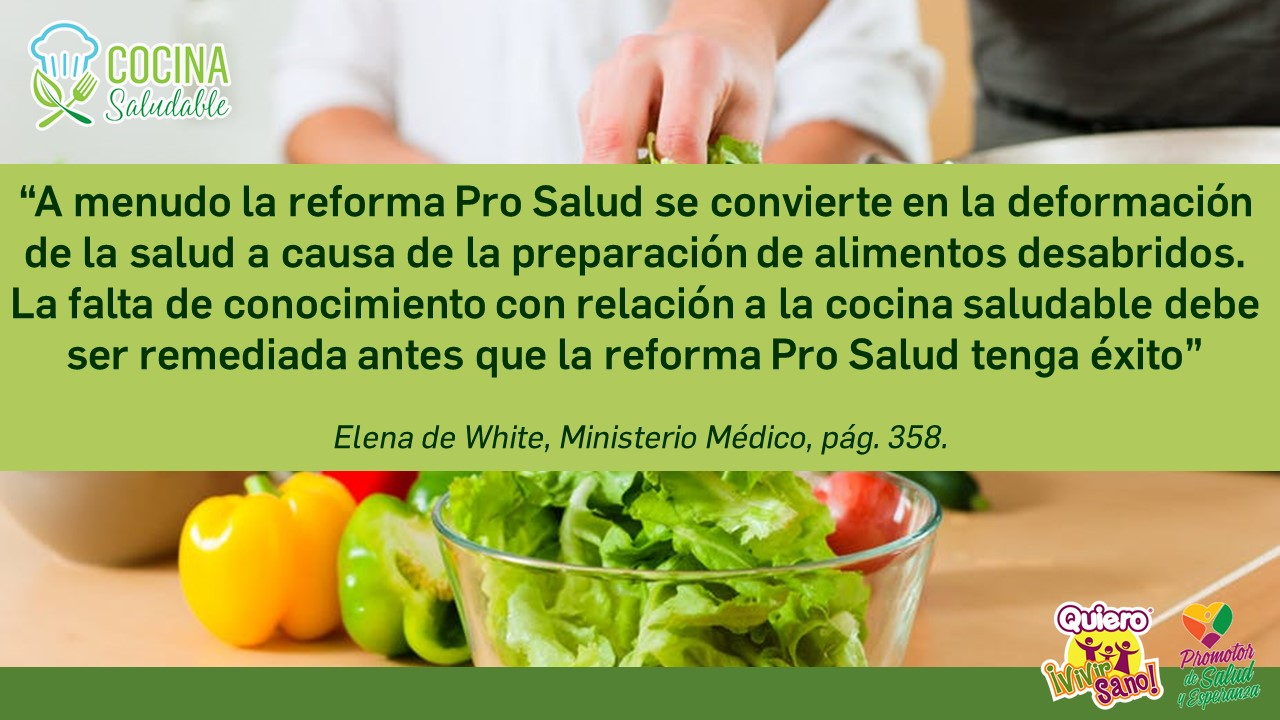 COCINA
Saludable
“A menudo la reforma Pro Salud se convierte en la deformación
de la salud a causa de la preparación de alimentos desabridos.
La falta de conocimiento con relación a la cocina saludable debe
ser remediada antes que la reforma Pro Salud tenga éxito”
Elena de White, Ministerio Médico, pág. 358.
Quiero
¡Vivir
Sano!
Promotor
de Salud
y Esperanza